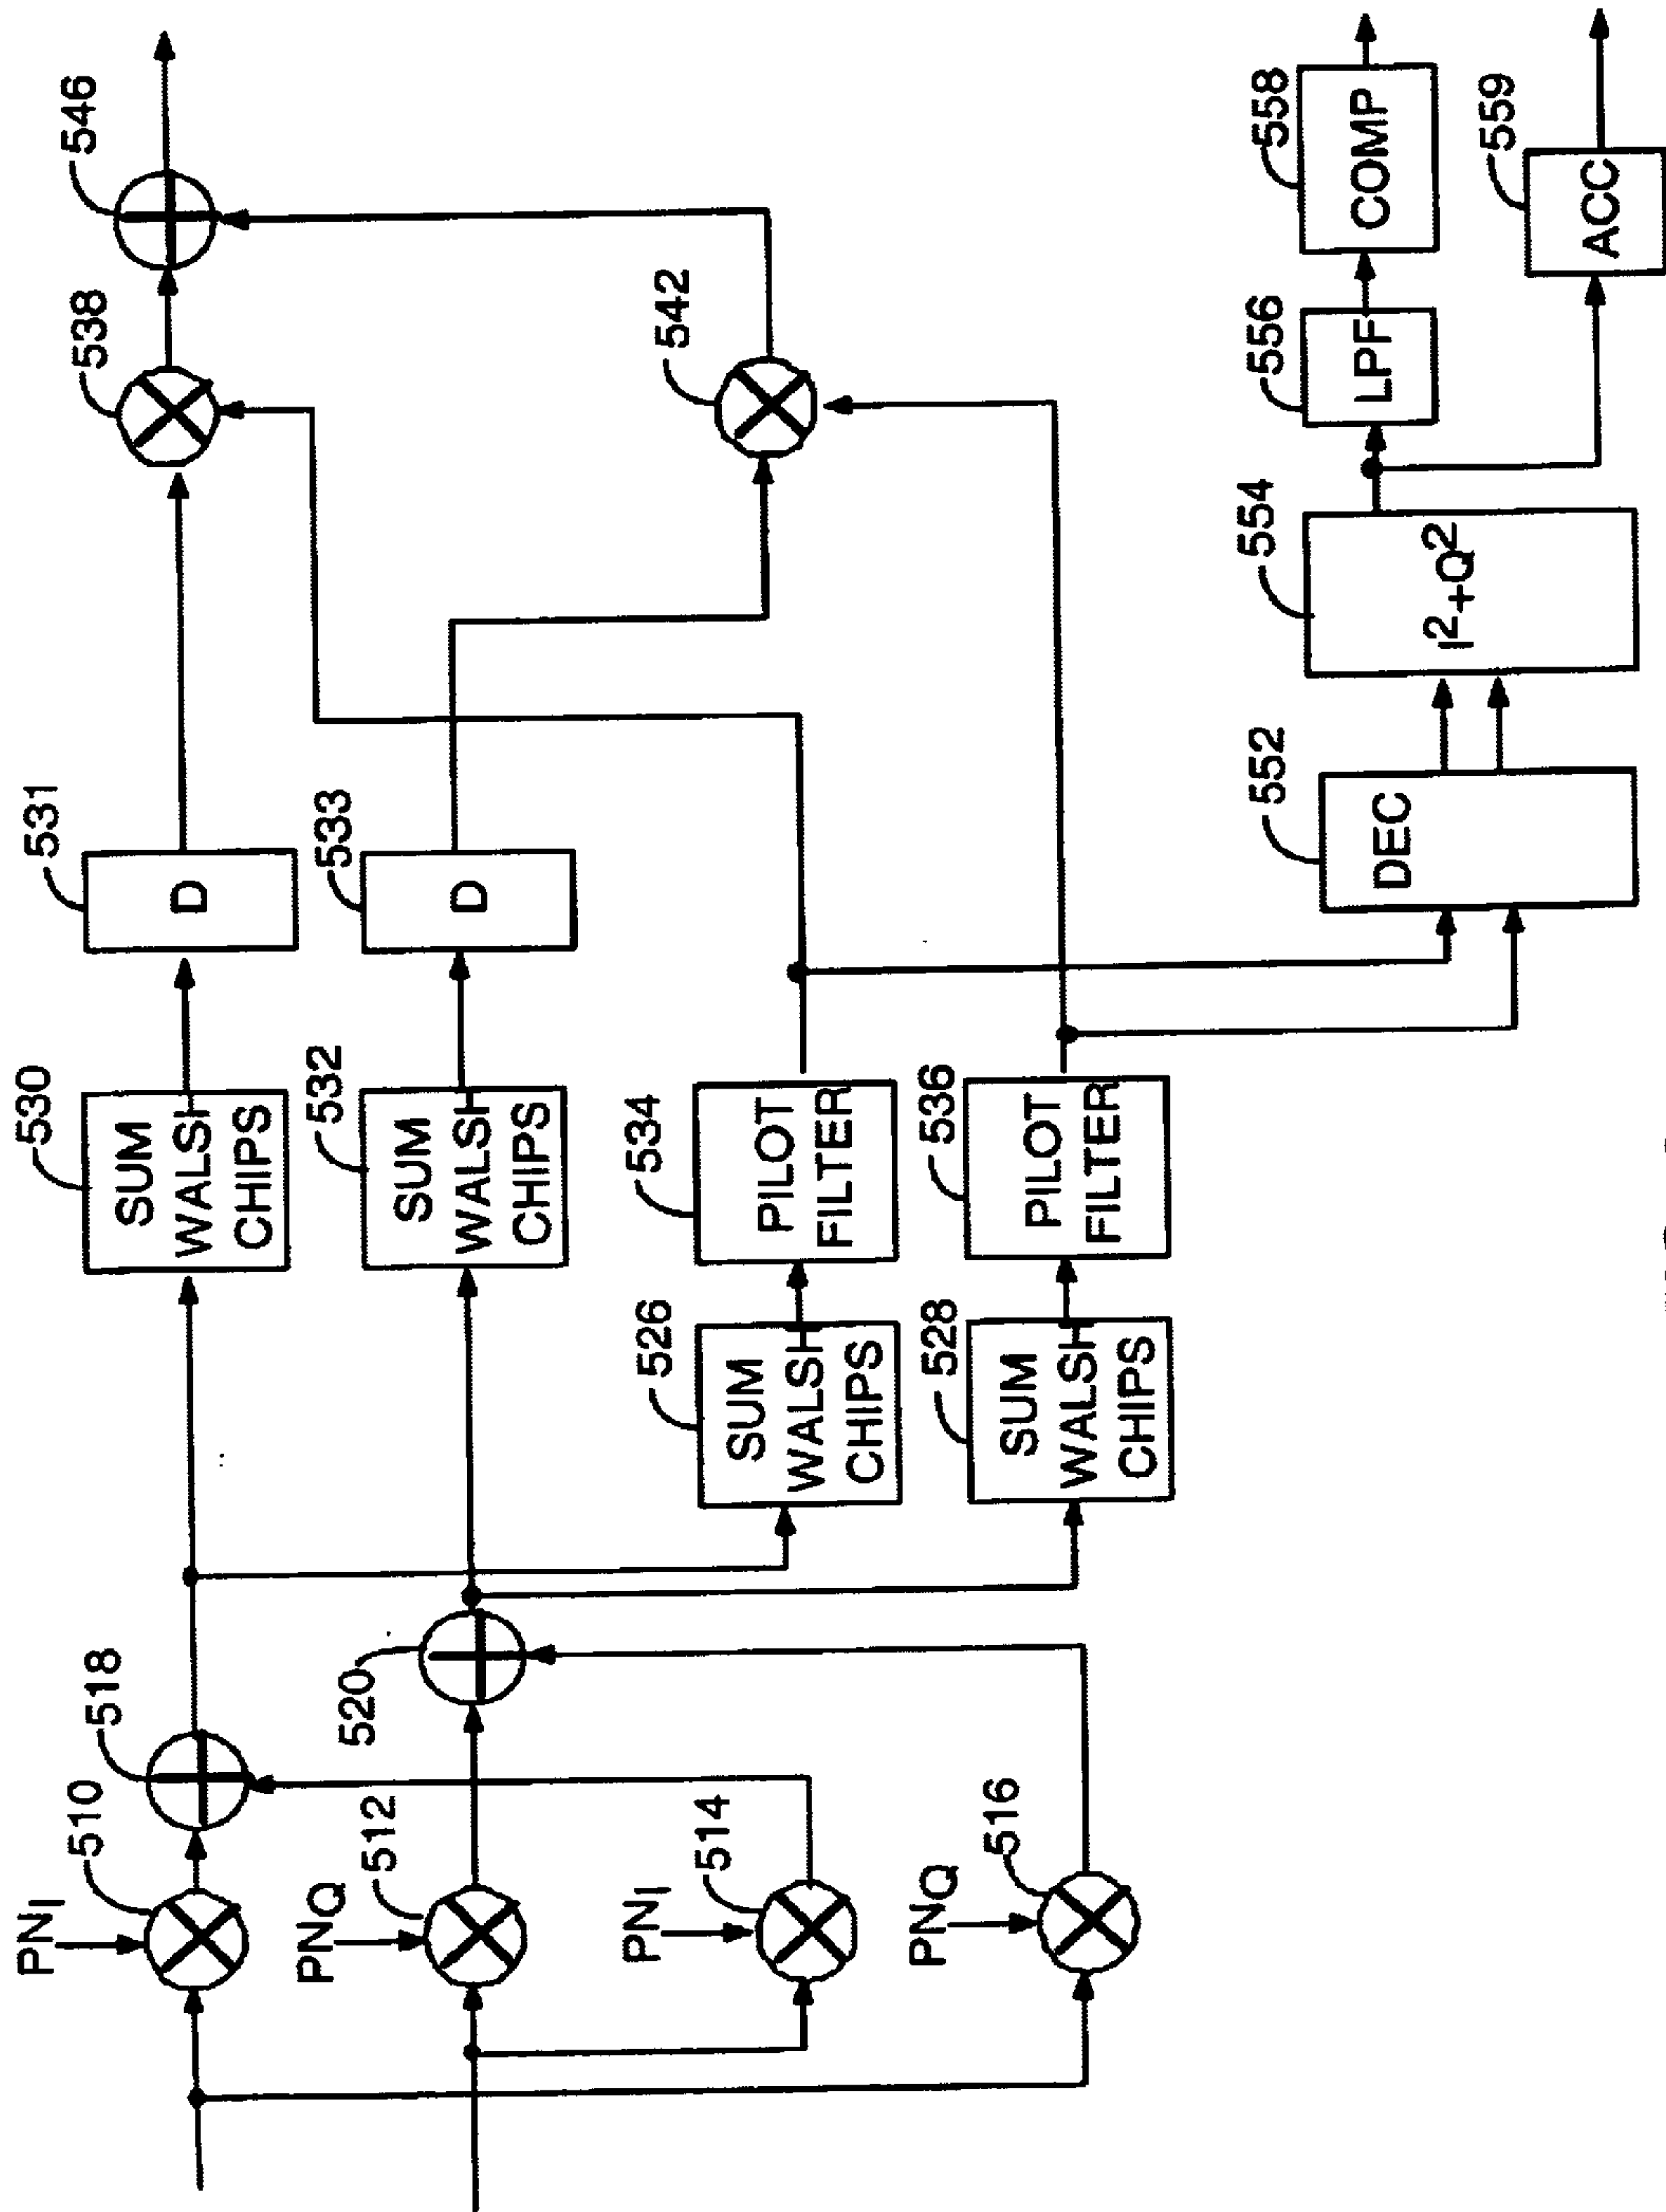 PNI
510
518
530
SUM
WALSH
CHIPS
531
D
538
546
PNQ
512
520
532
SUM
WALSH
CHIPS
533
D
542
PNI
514
526
SUM
WALSH
CHIPS
534
PILOT
FILTER
PNQ
516
528
SUM
WALSH
CHIPS
536
PILOT
FILTER
552
DEC
554
I²+Q²
556
LPF
558
COMP
559
ACC